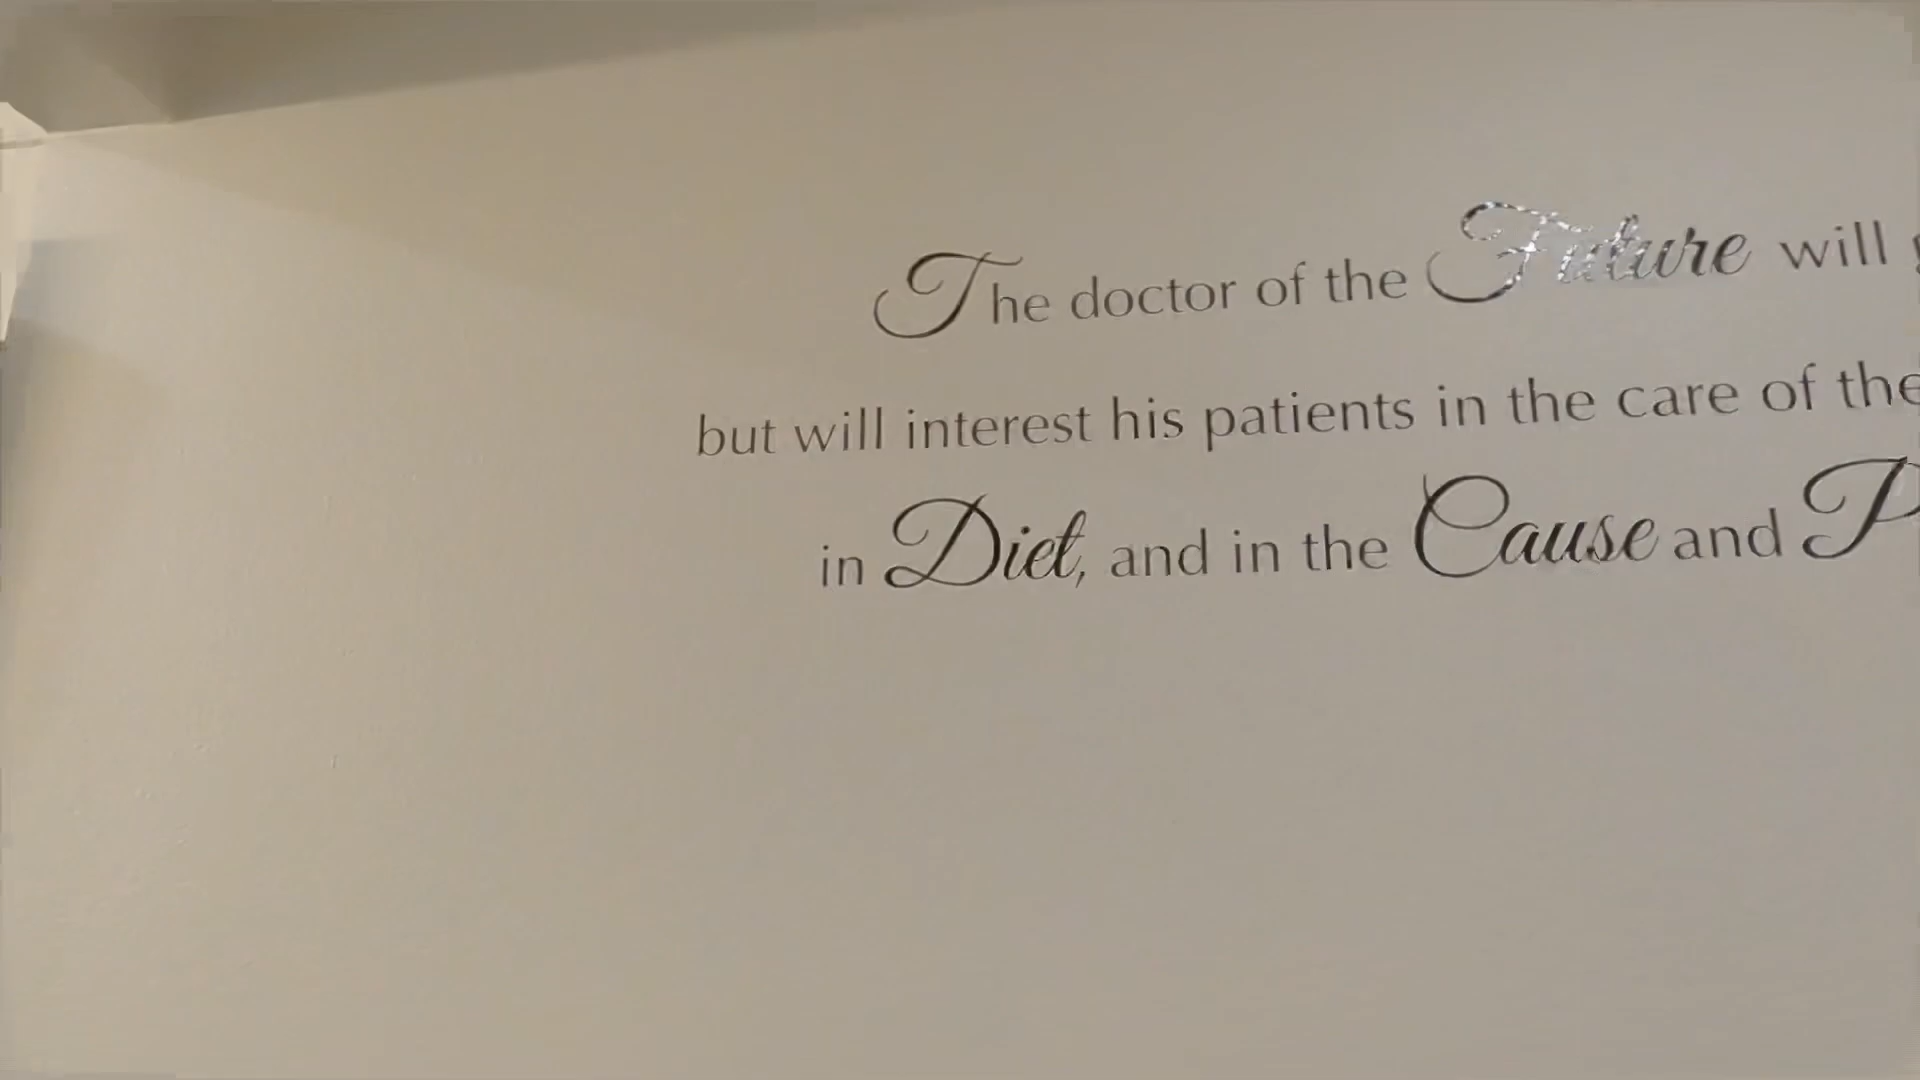 The doctor of the Future will
but will interest his patients in the care of the
in Diet, and in the Cause and P